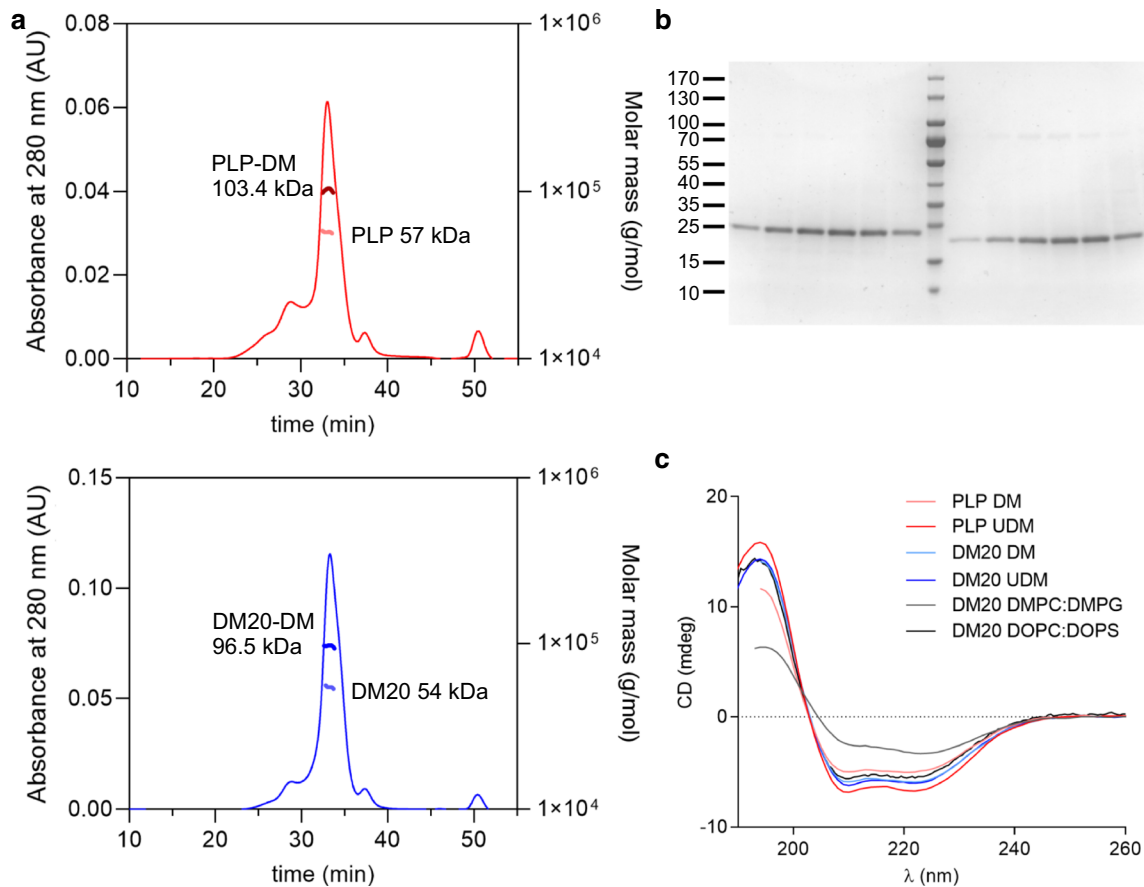 a
Absorbance at 280 nm (AU)
0.08
0.06
0.04
0.02
0.00
PLP-DM
103.4 kDa
PLP 57 kDa
1×10⁶
1×10⁵
1×10⁴
Molar mass (g/mol)
10 20 30 40 50
time (min)
b
170
130
100
70
55
40
35
25
15
10
Absorbance at 280 nm (AU)
0.15
0.10
0.05
0.00
DM20-DM
96.5 kDa
DM20 54 kDa
1×10⁶
1×10⁵
1×10⁴
Molar mass (g/mol)
10 20 30 40 50
time (min)
c
CD (mdeg)
20
10
0
-10
PLP DM
PLP UDM
DM20 DM
DM20 UDM
DM20 DMPC:DMPG
DM20 DOPC:DOPS
200 220 240 260
λ (nm)